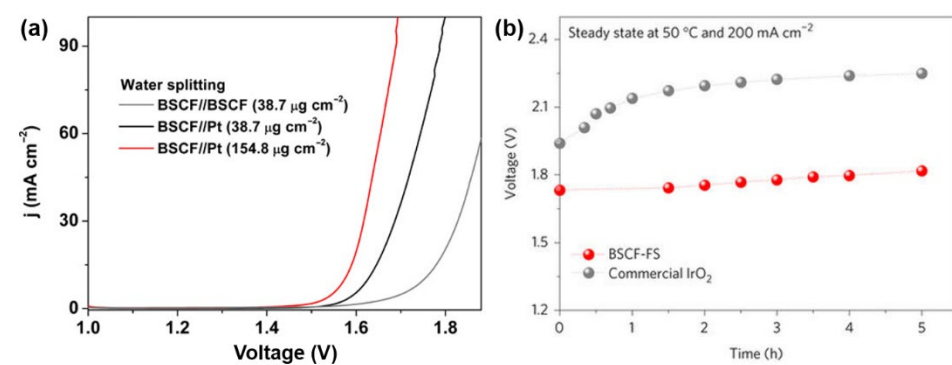 (a)
90
60
30
0
j (mA cm⁻²)
Water splitting
BSCF//BSCF (38.7 μg cm⁻²)
BSCF//Pt (38.7 μg cm⁻²)
BSCF//Pt (154.8 μg cm⁻²)
1.0 1.2 1.4 1.6 1.8
Voltage (V)
(b)
Steady state at 50 °C and 200 mA cm⁻²
2.4
2.1
1.8
1.5
1.2
Voltage (V)
BSCF-FS
Commercial IrO₂
0 1 2 3 4 5
Time (h)